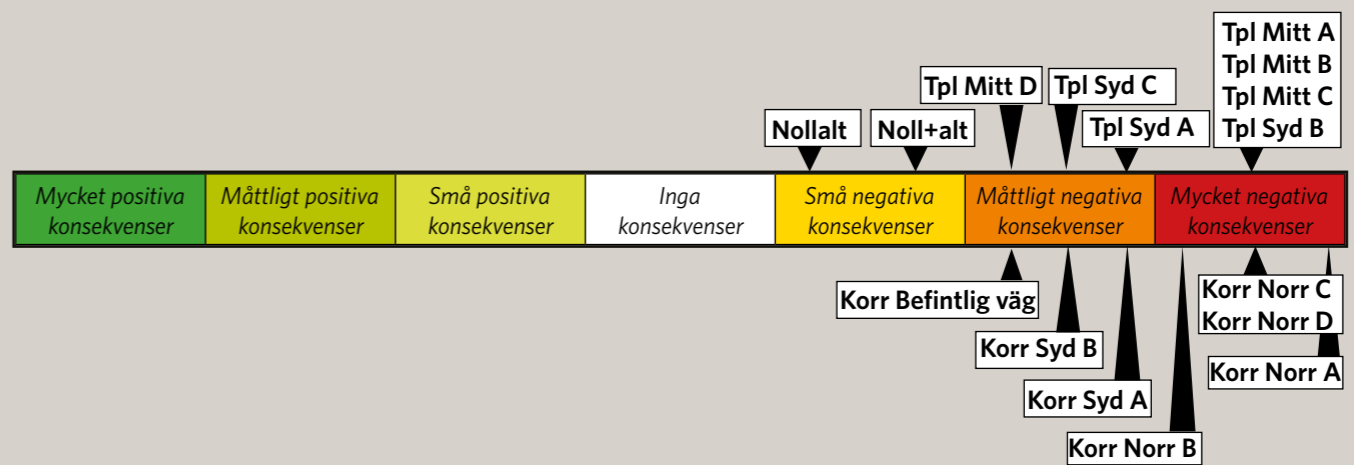 Tpl Mitt A
Tpl Mitt B
Tpl Mitt C
Tpl Syd B
Tpl Mitt D
Tpl Syd C
Tpl Syd A
Nollalt
Noll+alt
Mycket positiva
konsekvenser
Måttligt positiva
konsekvenser
Små positiva
konsekvenser
Inga
konsekvenser
Små negativa
konsekvenser
Måttligt negativa
konsekvenser
Mycket negativa
konsekvenser
Korr Befintlig väg
Korr Syd B
Korr Syd A
Korr Norr B
Korr Norr C
Korr Norr D
Korr Norr A